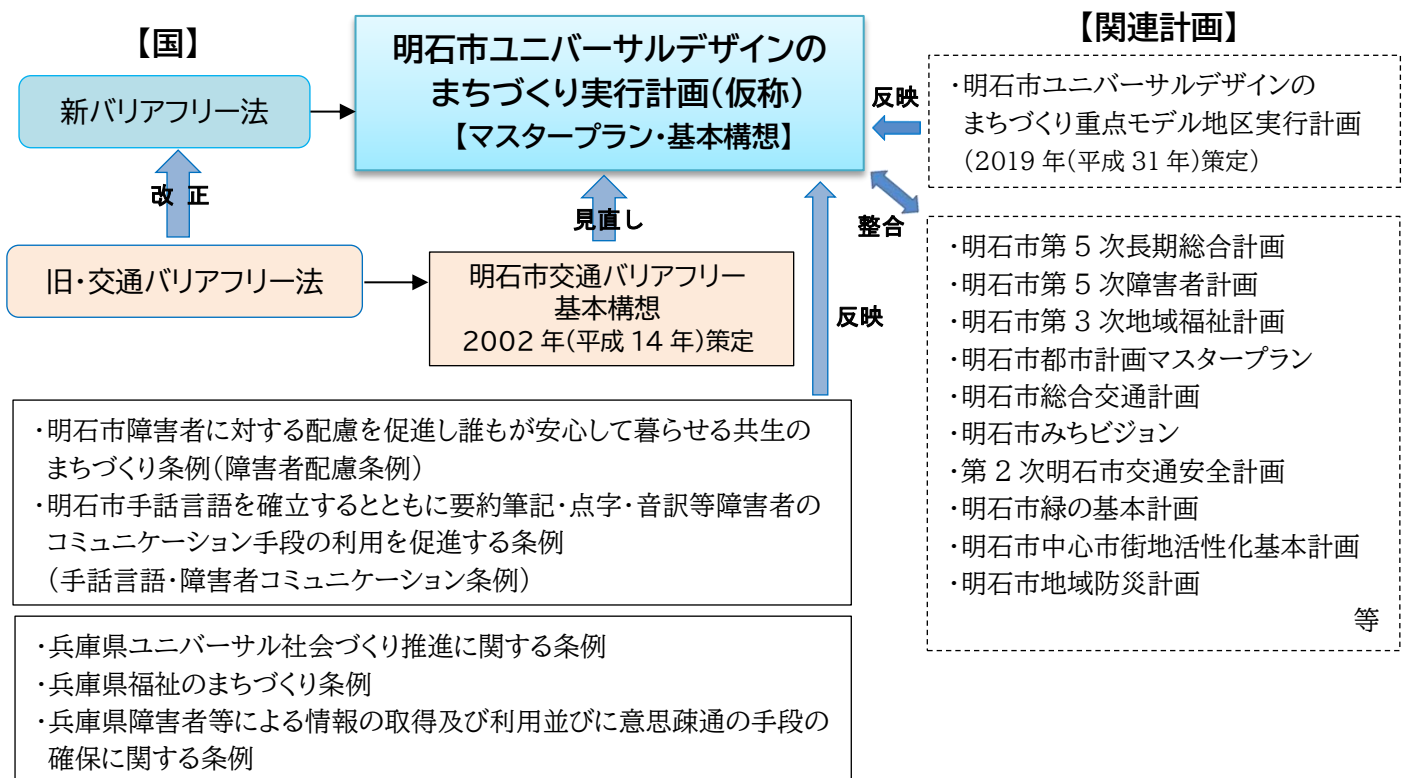 【国】
新バリアフリー法
改 正
旧・交通バリアフリー法
明石市ユニバーサルデザインの
まちづくり実行計画(仮称)
【マスタープラン・基本構想】
見直し
明石市交通バリアフリー
基本構想
2002年(平成14年)策定
反映
・明石市障害者に対する配慮を促進し誰もが安心して暮らせる共生の
まちづくり条例(障害者配慮条例)
・明石市手話言語を確立するとともに要約筆記・点字・音訳等障害者の
コミュニケーション手段の利用を促進する条例
(手話言語・障害者コミュニケーション条例)
・兵庫県ユニバーサル社会づくり推進に関する条例
・兵庫県福祉のまちづくり条例
・兵庫県障害者等による情報の取得及び利用並びに意思疎通の手段の
確保に関する条例
【関連計画】
反映
・明石市ユニバーサルデザインの
まちづくり重点モデル地区実行計画
(2019年(平成31年)策定)
整合
・明石市第5次長期総合計画
・明石市第5次障害者計画
・明石市第3次地域福祉計画
・明石市都市計画マスタープラン
・明石市総合交通計画
・明石市みちビジョン
・第2次明石市交通安全計画
・明石市緑の基本計画
・明石市中心市街地活性化基本計画
・明石市地域防災計画
等